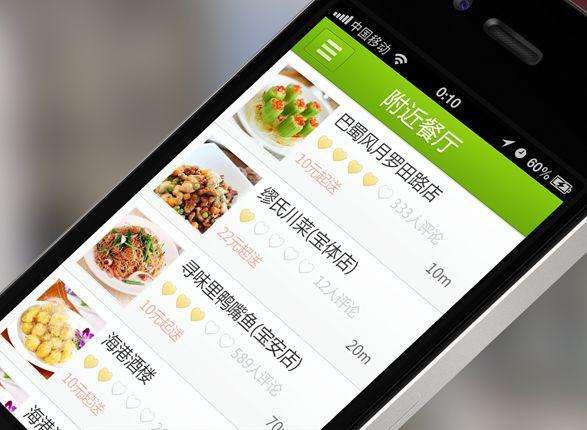 中国移动
0:10
60%
附近餐厅
巴蜀风月罗田路店
333人评论
10元起送
10m
缪氏川菜(宝体店)
12人评论
22元起送
20m
寻味里鸭嘴鱼(宝安店)
589人评论
10元起送
海港酒楼
10元起送